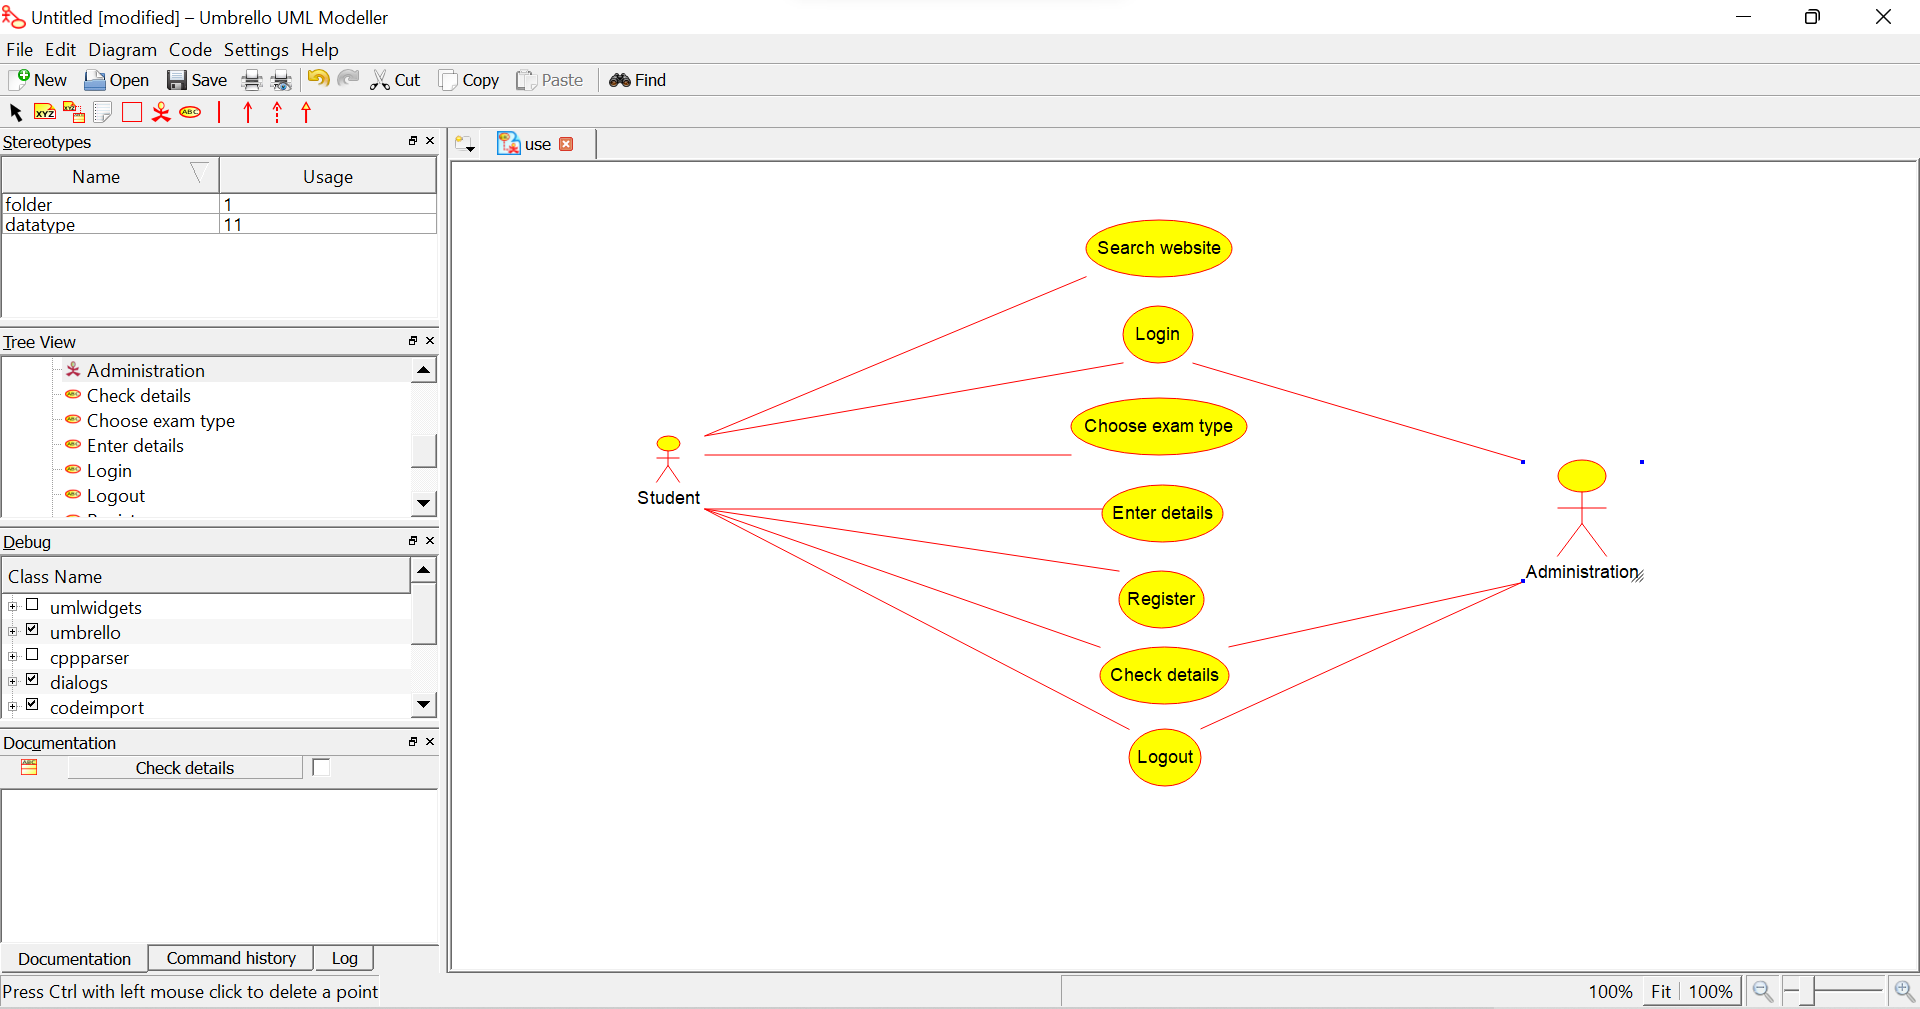 Untitled [modified] – Umbrello UML Modeller
File Edit Diagram Code Settings Help
New Open Save Cut Copy Paste Find
XYZ XYZ ABC
Stereotypes
Name Usage
folder 1
datatype 11
Tree View
Administration
Check details
Choose exam type
Enter details
Login
Logout
Debug
Class Name
umlwidgets
umbrello
cppparser
dialogs
codeimport
Documentation
ABC Check details
Documentation Command history Log
Press Ctrl with left mouse click to delete a point
use
Search website
Login
Choose exam type
Student
Enter details
Administration
Register
Check details
Logout
100% Fit 100%